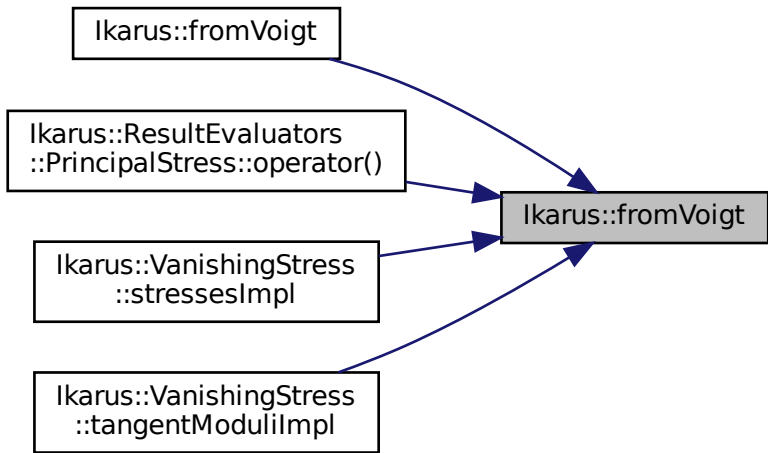 Ikarus::fromVoigt
Ikarus::ResultEvaluators
::PrincipalStress::operator()
Ikarus::fromVoigt
Ikarus::VanishingStress
::stressesImpl
Ikarus::VanishingStress
::tangentModuliImpl